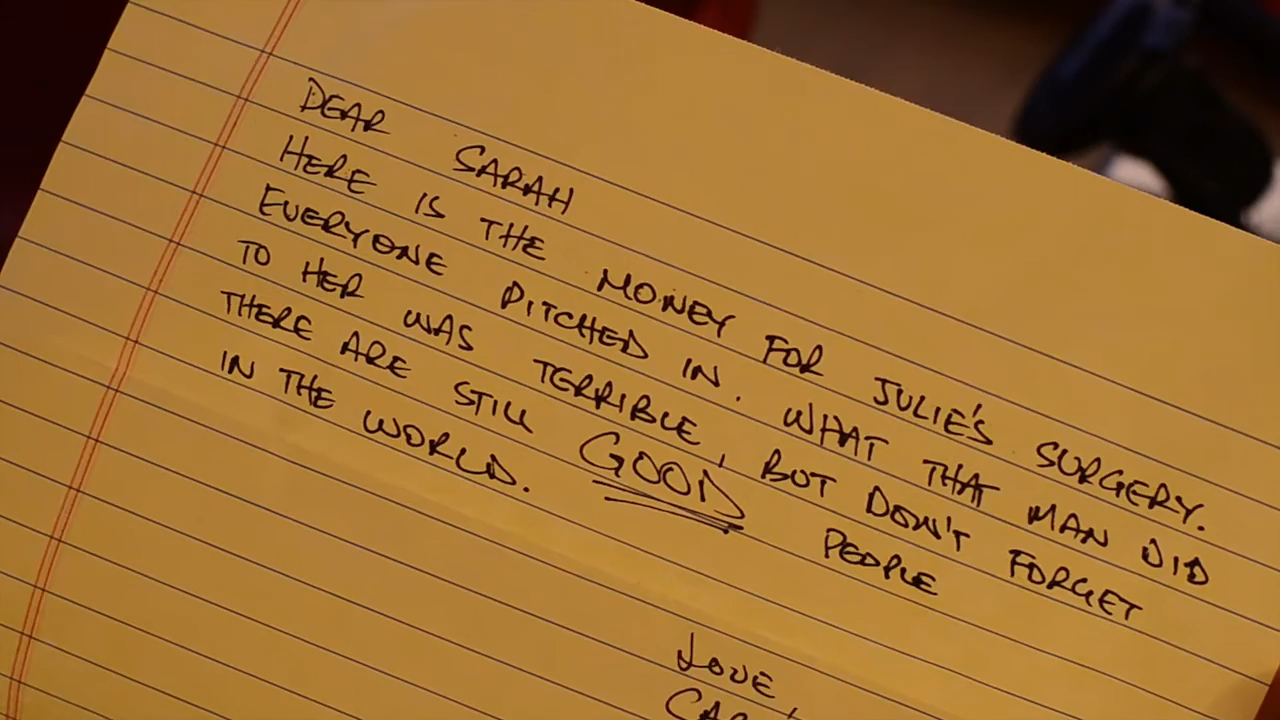 DEAR SARAH
HERE IS THE MONEY FOR JULIE'S SURGERY.
EVERYONE PITCHED IN. WHAT THAT MAN DID
TO HER WAS TERRIBLE, BUT DON'T FORGET
THERE ARE STILL GOOD PEOPLE
IN THE WORLD.
LOVE,